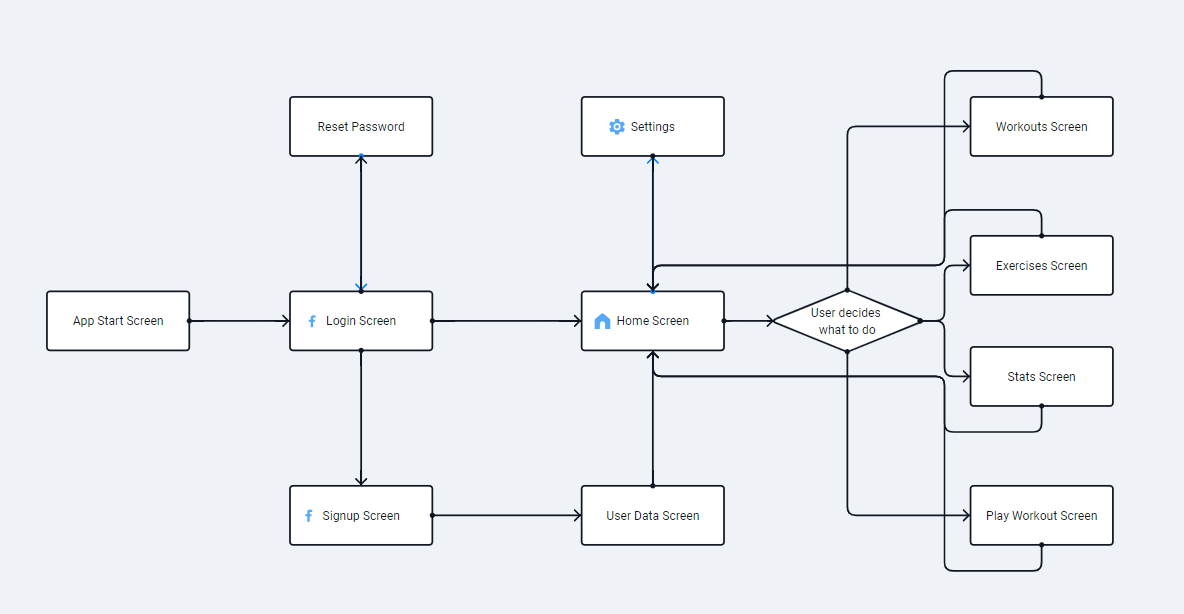 Reset Password
Settings
Workouts Screen
Exercises Screen
App Start Screen
Login Screen
Home Screen
User decides
what to do
Stats Screen
Signup Screen
User Data Screen
Play Workout Screen